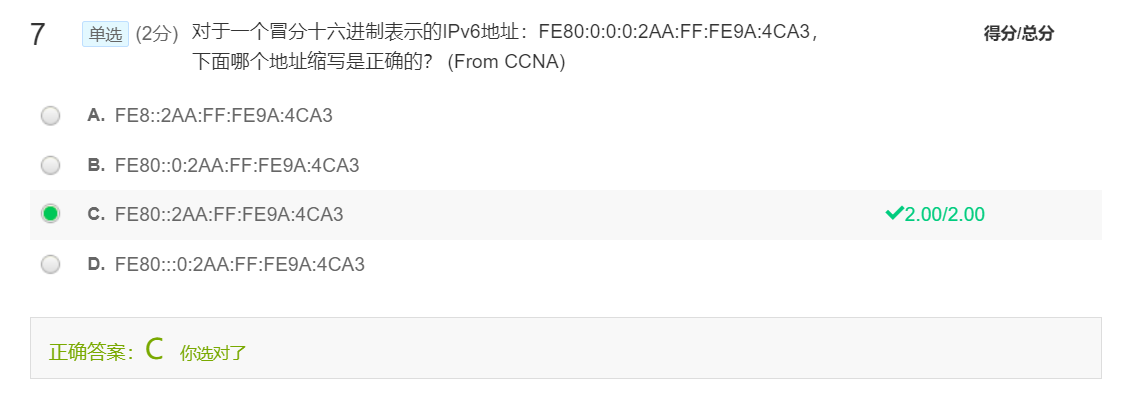 7 单选 (2分) 对于一个冒分十六进制表示的IPv6地址：FE80:0:0:0:2AA:FF:FE9A:4CA3， 得分/总分
下面哪个地址缩写是正确的？ (From CCNA)
A. FE8::2AA:FF:FE9A:4CA3
B. FE80::0:2AA:FF:FE9A:4CA3
C. FE80::2AA:FF:FE9A:4CA3 2.00/2.00
D. FE80:::0:2AA:FF:FE9A:4CA3
正确答案：C 你选对了